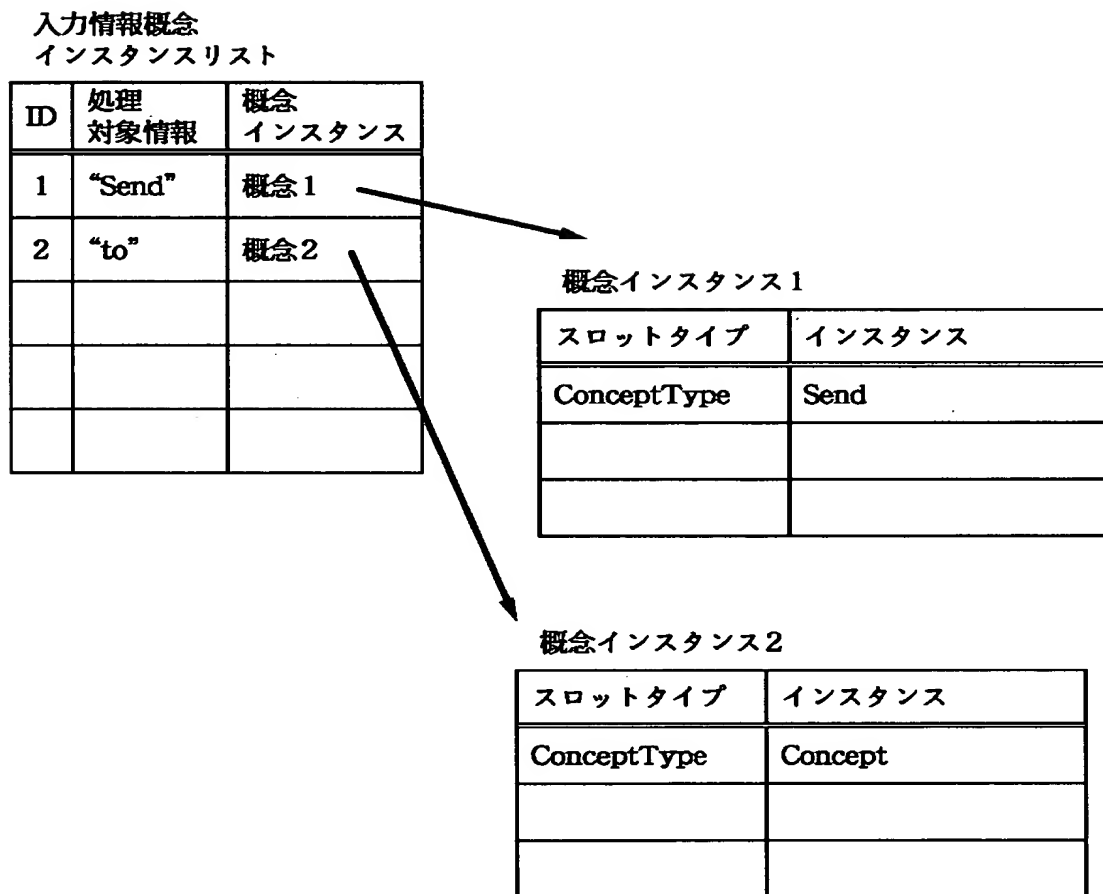 入力情報概念
インスタンスリスト
ID 処理 概念
対象情報 インスタンス
1 “Send” 概念1
2 “to” 概念2
概念インスタンス1
スロットタイプ インスタンス
ConceptType Send
概念インスタンス2
スロットタイプ インスタンス
ConceptType Concept